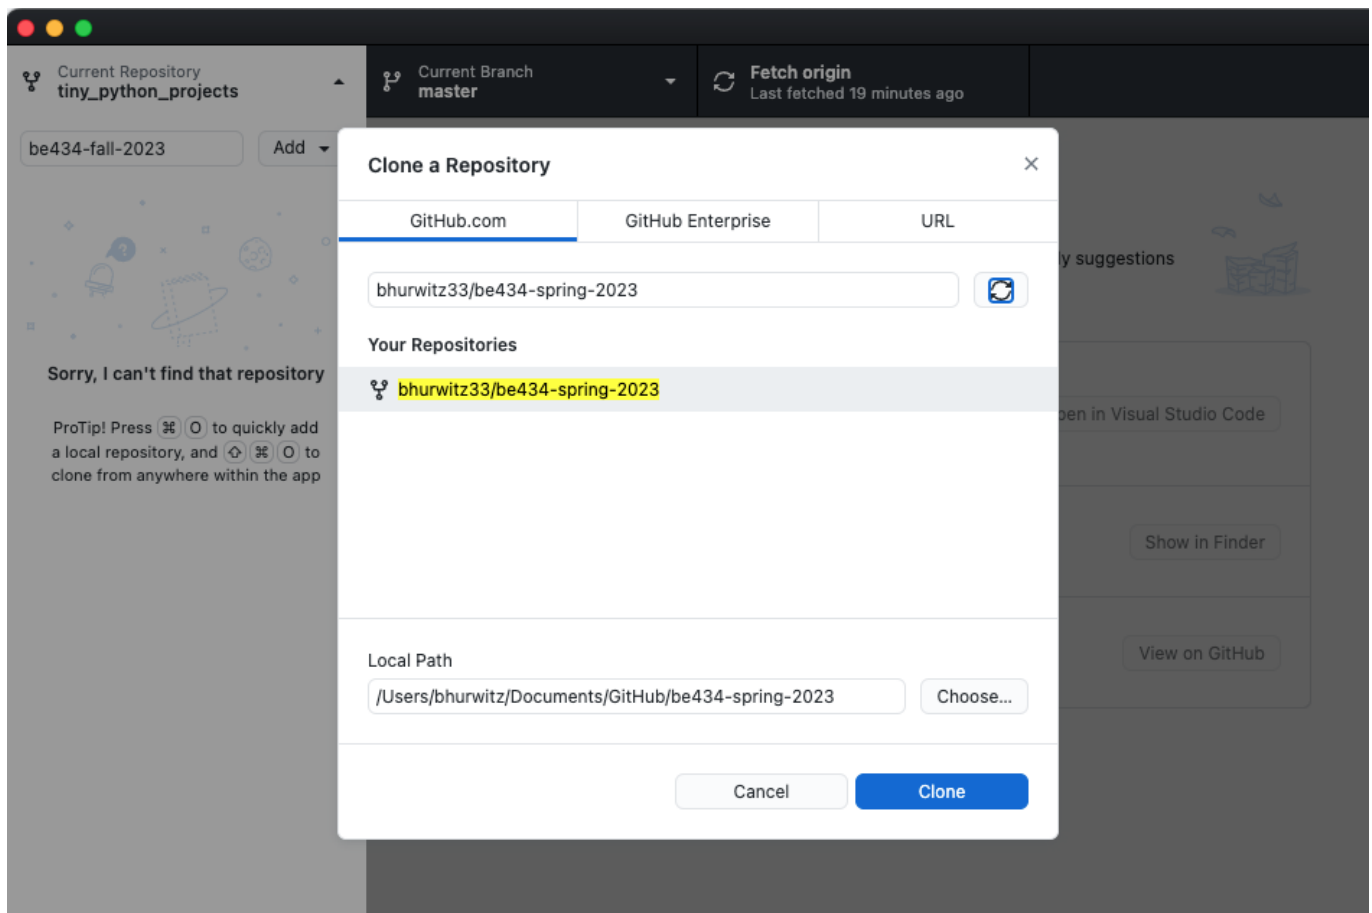 Current Repository
tiny_python_projects
Current Branch
master
Fetch origin
Last fetched 19 minutes ago
be434-fall-2023
Add
Sorry, I can't find that repository
ProTip! Press ⌘ O to quickly add
a local repository, and ⇧ ⌘ O to
clone from anywhere within the app
Clone a Repository
GitHub.com
GitHub Enterprise
URL
bhurwitz33/be434-spring-2023
Your Repositories
bhurwitz33/be434-spring-2023
Local Path
/Users/bhurwitz/Documents/GitHub/be434-spring-2023
Choose...
Cancel
Clone
suggestions
in Visual Studio Code
Show in Finder
View on GitHub